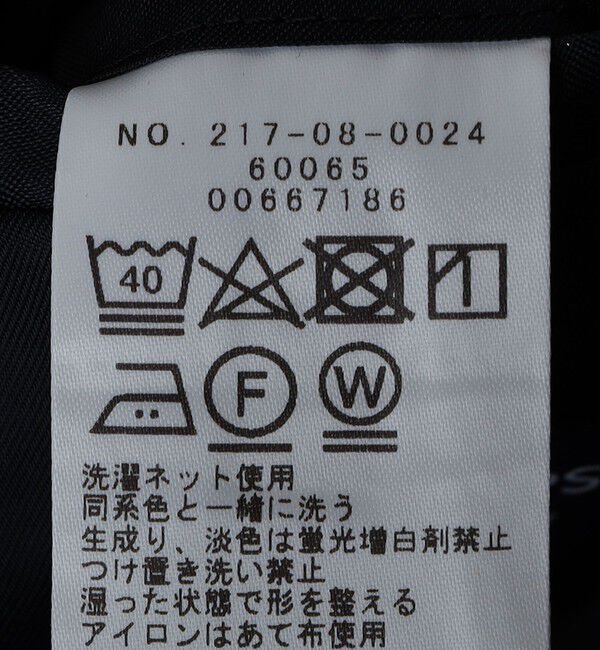 NO. 217-08-0024
60065
00667186
40
F W
洗濯ネット使用
同系色と一緒に洗う
生成り、淡色は蛍光増白剤禁止
つけ置き洗い禁止
湿った状態で形を整える
アイロンはあて布使用